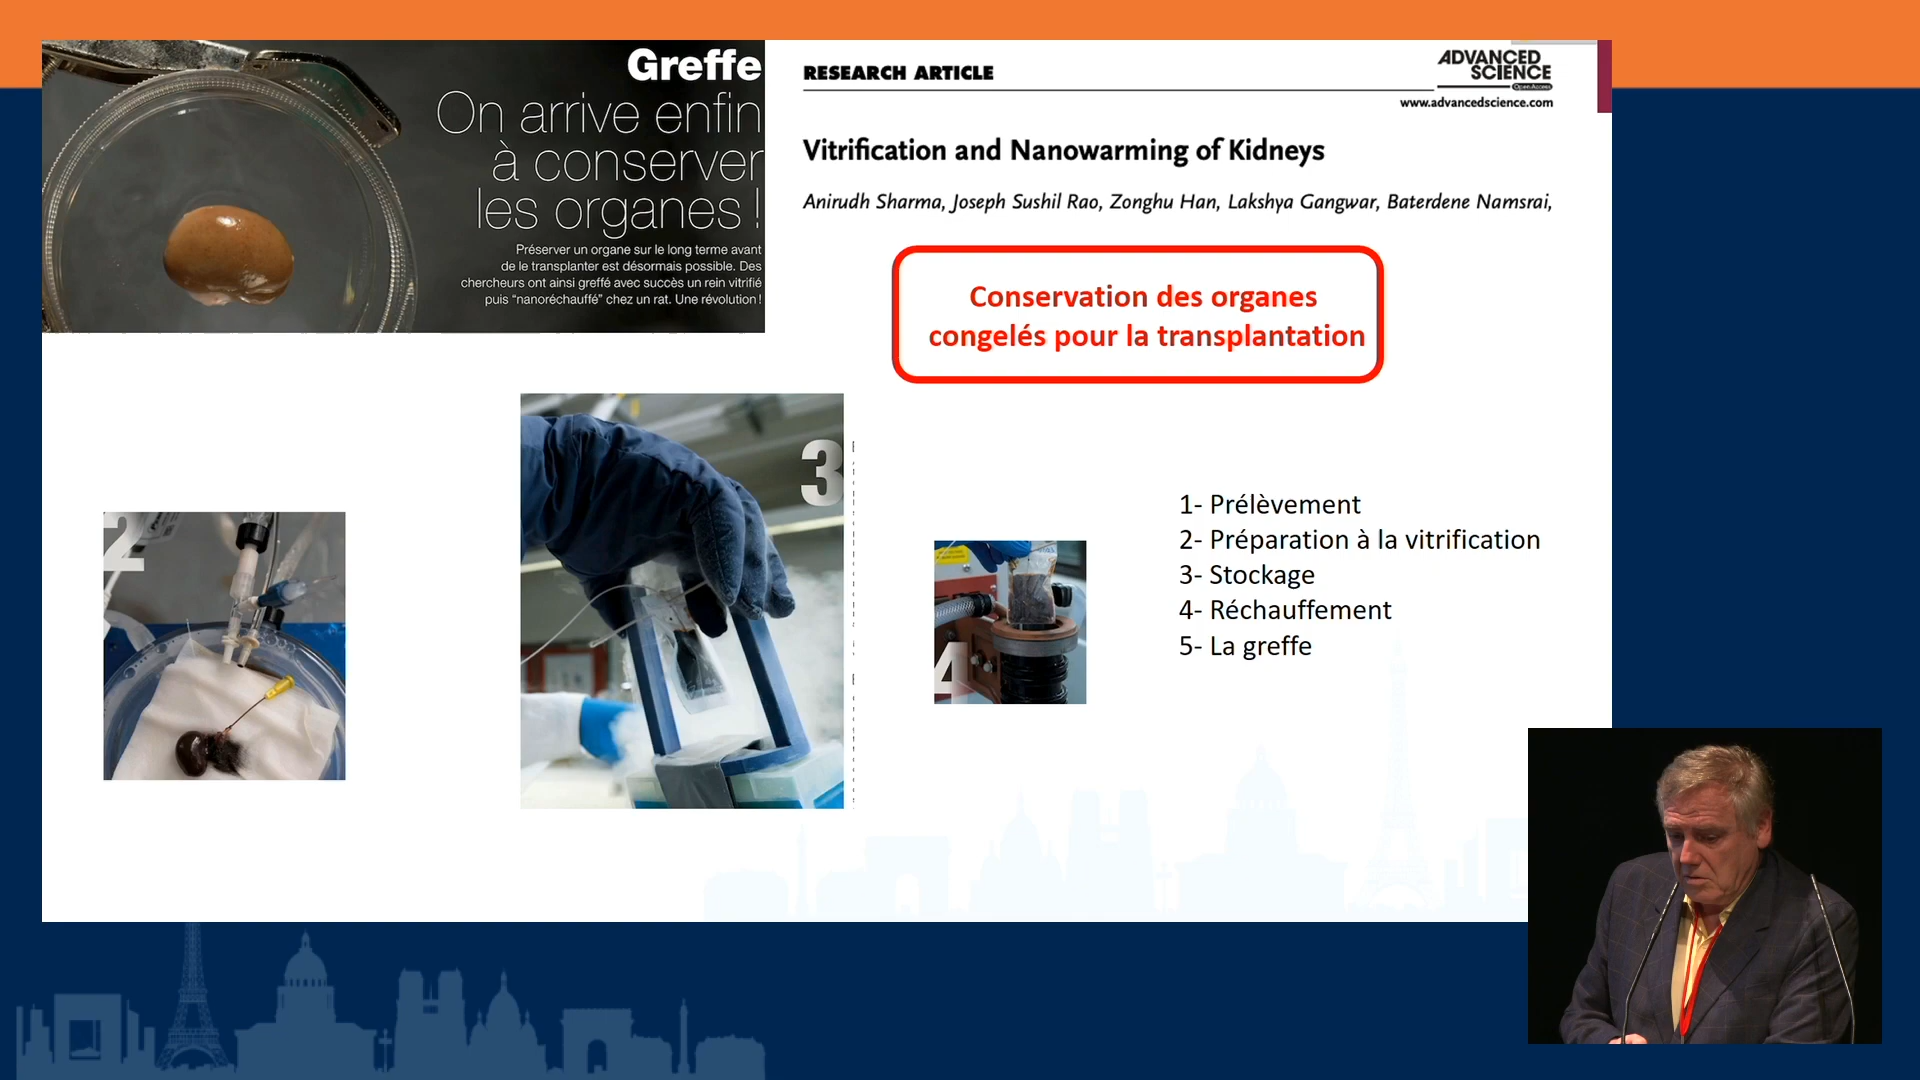 Greffe
On arrive enfin
à conserver
les organes !
Préserver un organe sur le long terme avant
de le transplanter est désormais possible. Des
chercheurs ont ainsi greffé avec succès un rein vitrifié
puis “nanoréchauffé” chez un rat. Une révolution !
RESEARCH ARTICLE
ADVANCED
SCIENCE
Open Access
www.advancedscience.com
Vitrification and Nanowarming of Kidneys
Anirudh Sharma, Joseph Sushil Rao, Zonghu Han, Lakshya Gangwar, Baterdene Namsrai,
Conservation des organes
congelés pour la transplantation
2
3
4
1- Prélèvement
2- Préparation à la vitrification
3- Stockage
4- Réchauffement
5- La greffe